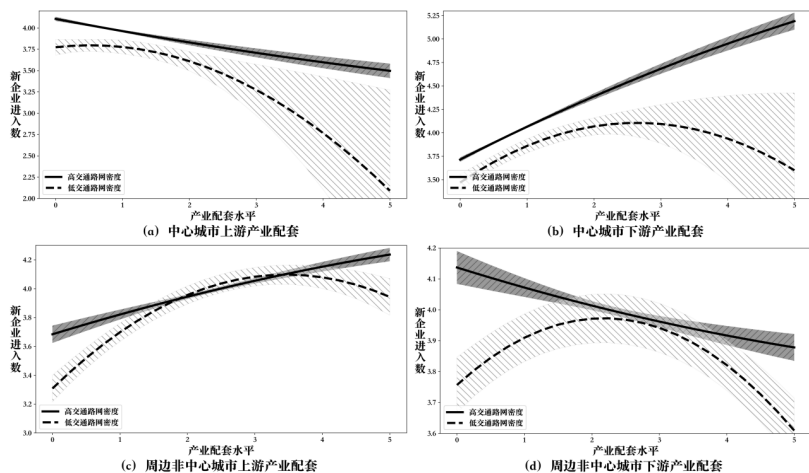 4.00
3.75
3.50
3.25
3.00
2.75
2.50
2.25
2.00
新企业进入数
高交通路网密度
低交通路网密度
0 1 2 3 4 5
产业配套水平
(a) 中心城市上游产业配套
5.25
5.00
4.75
4.50
4.25
4.00
3.75
3.50
新企业进入数
高交通路网密度
低交通路网密度
0 1 2 3 4 5
产业配套水平
(b) 中心城市下游产业配套
4.2
4.0
3.8
3.6
3.4
3.2
3.0
新企业进入数
高交通路网密度
低交通路网密度
0 1 2 3 4 5
产业配套水平
(c) 周边非中心城市上游产业配套
4.2
4.1
4.0
3.9
3.8
3.7
3.6
新企业进入数
高交通路网密度
低交通路网密度
0 1 2 3 4 5
产业配套水平
(d) 周边非中心城市下游产业配套